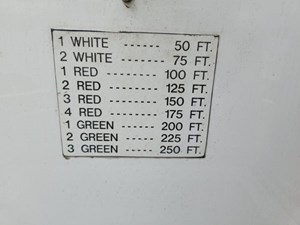 1 WHITE ------ 50 FT.
2 WHITE ------ 75 FT.
1 RED --------- 100 FT.
2 RED --------- 125 FT.
3 RED --------- 150 FT.
4 RED --------- 175 FT.
1 GREEN ------ 200 FT.
2 GREEN ------ 225 FT.
3 GREEN ------ 250 FT.